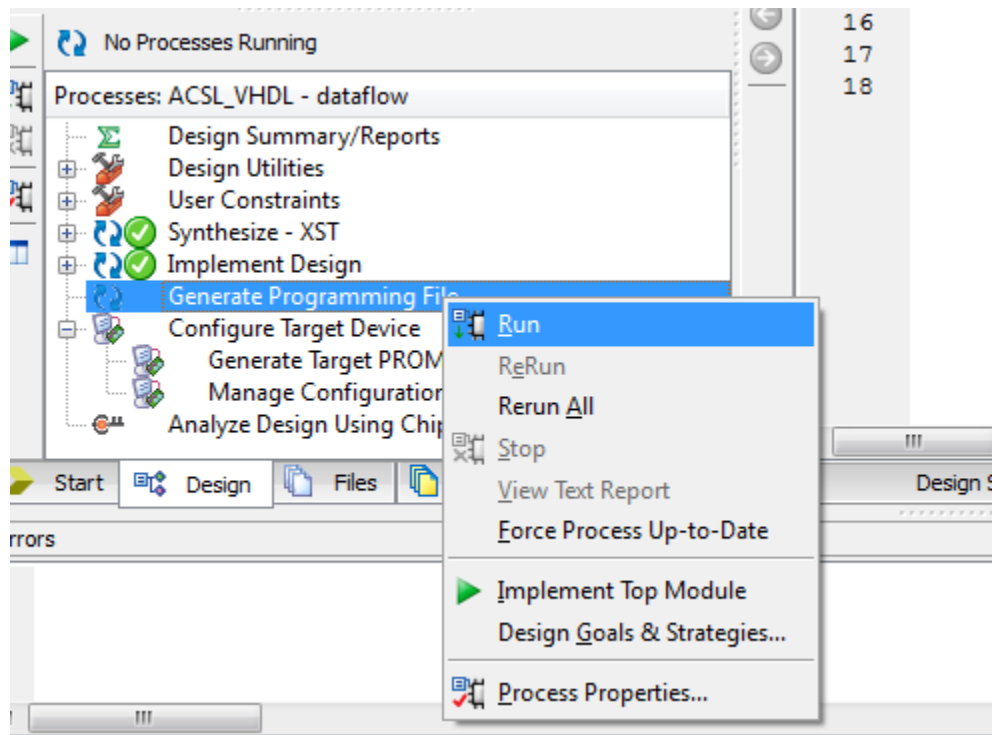 No Processes Running
16
17
18
Processes: ACSL_VHDL - dataflow
Design Summary/Reports
Design Utilities
User Constraints
Synthesize - XST
Implement Design
Generate Programming File
Configure Target Device
Generate Target PROM
Manage Configuration
Analyze Design Using Chip
Run
ReRun
Rerun All
Stop
View Text Report
Force Process Up-to-Date
Implement Top Module
Design Goals & Strategies...
Process Properties...
Start
Design
Files
Design S
rrors